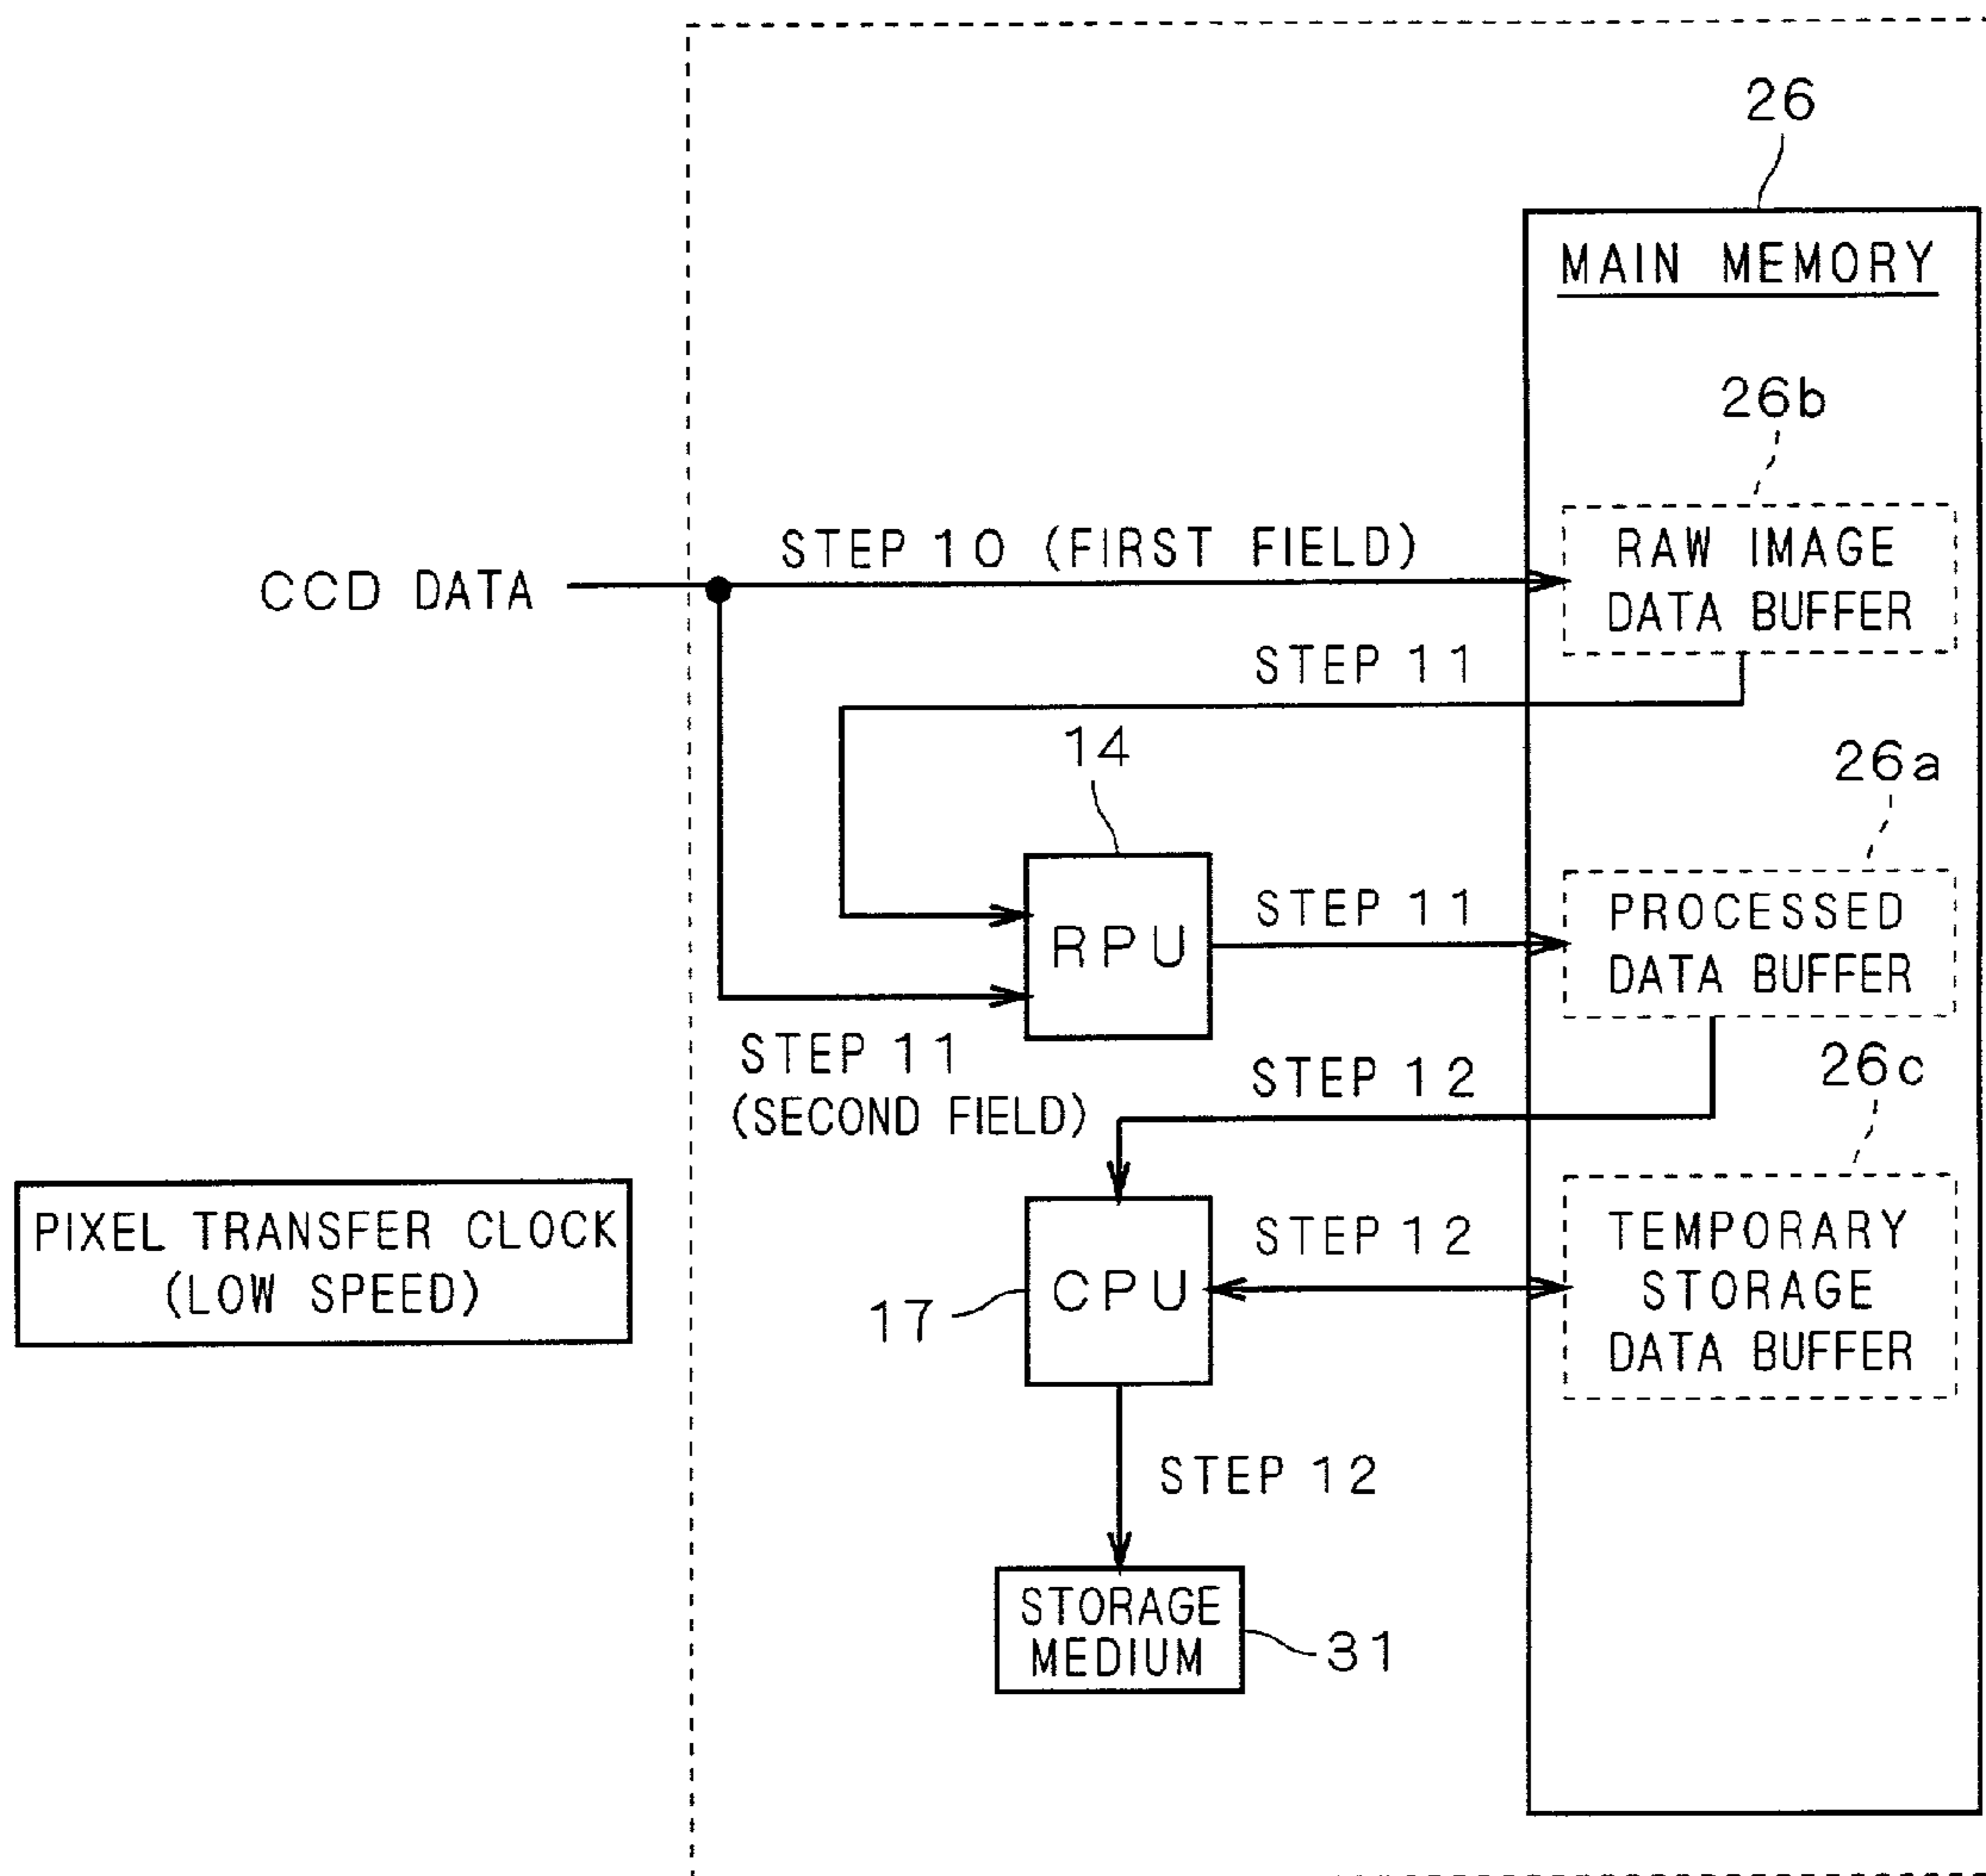 26
MAIN MEMORY
26b
STEP 10 (FIRST FIELD)
RAW IMAGE
DATA BUFFER
CCD DATA
STEP 11
14
26a
RPU
STEP 11
PROCESSED
DATA BUFFER
STEP 11
(SECOND FIELD)
STEP 12
26c
PIXEL TRANSFER CLOCK
(LOW SPEED)
CPU
17
STEP 12
TEMPORARY
STORAGE
DATA BUFFER
STEP 12
STORAGE
MEDIUM
31